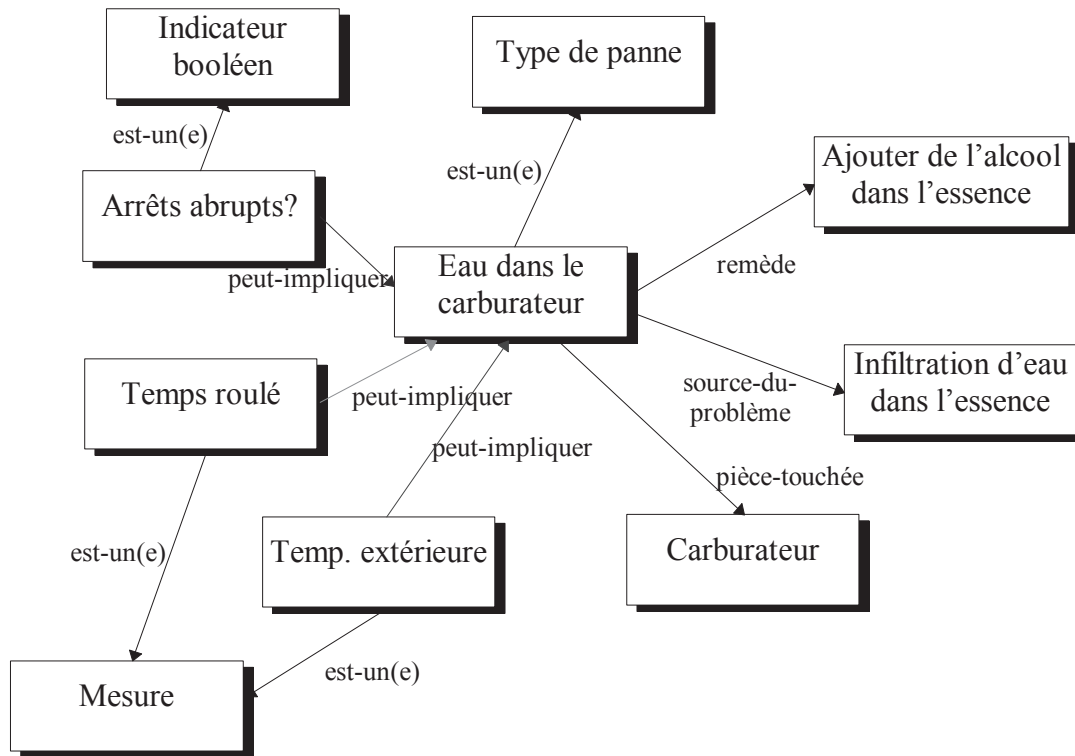 Indicateur
booléen
Type de panne
est-un(e)
est-un(e)
Ajouter de l’alcool
dans l’essence
Arrêts abrupts?
remède
peut-impliquer
Eau dans le
carburateur
Temps roulé
peut-impliquer
source-du-
problème
Infiltration d’eau
dans l’essence
peut-impliquer
pièce-touchée
est-un(e)
Temp. extérieure
Carburateur
est-un(e)
Mesure